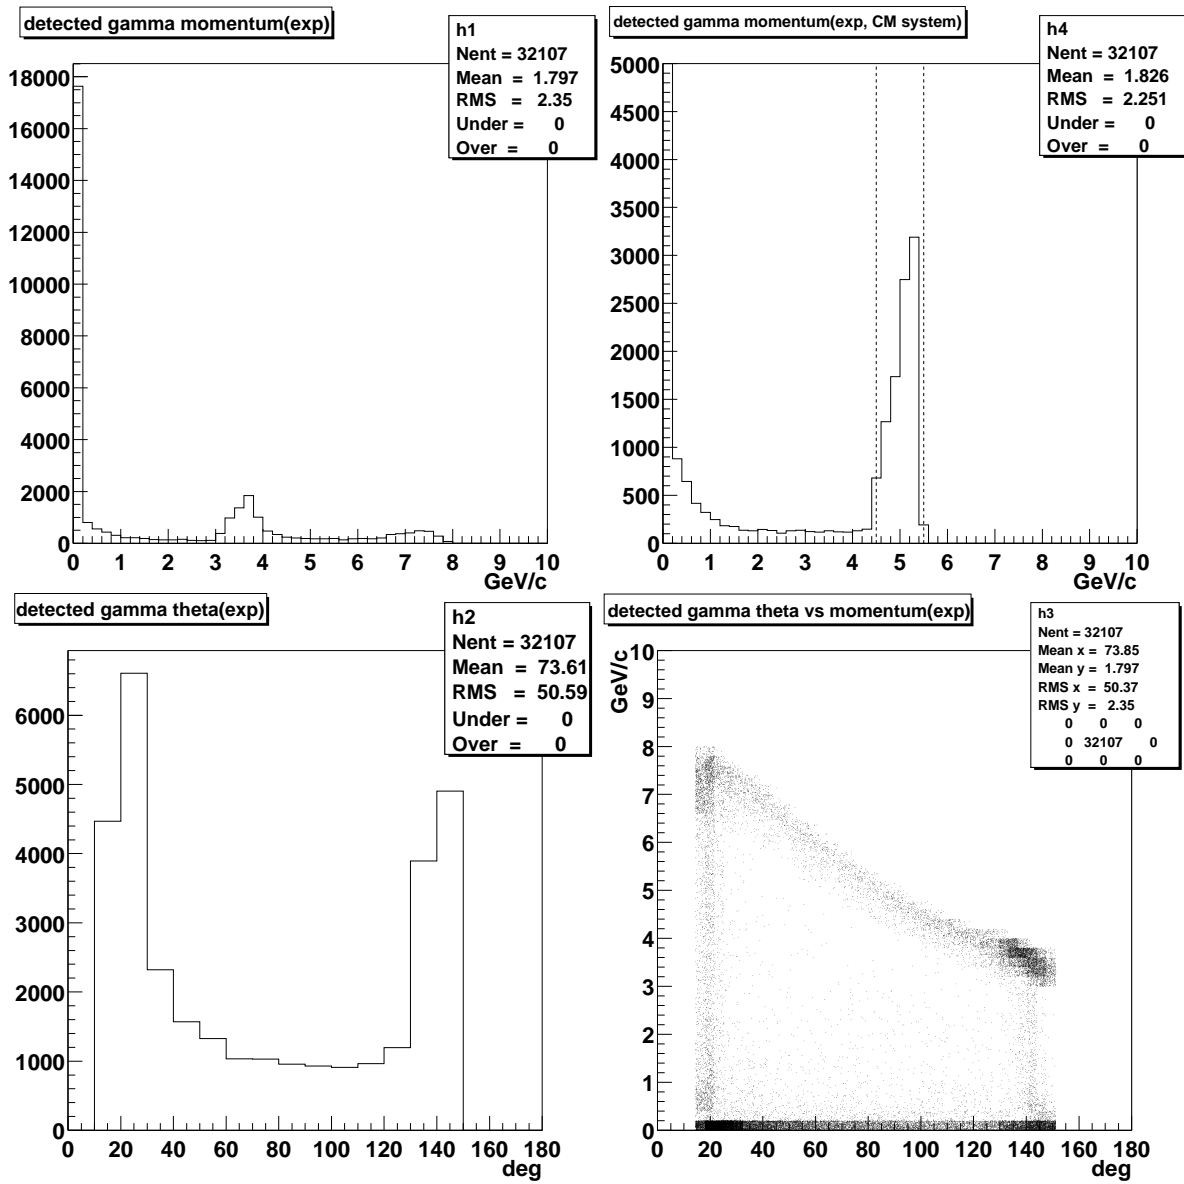 detected gamma momentum(exp)
h1
Nent = 32107
Mean = 1.797
RMS = 2.35
Under = 0
Over = 0
18000
16000
14000
12000
10000
8000
6000
4000
2000
0
0 1 2 3 4 5 6 7 8 9 10
GeV/c
detected gamma momentum(exp, CM system)
h4
Nent = 32107
Mean = 1.826
RMS = 2.251
Under = 0
Over = 0
5000
4500
4000
3500
3000
2500
2000
1500
1000
500
0
0 1 2 3 4 5 6 7 8 9 10
GeV/c
detected gamma theta(exp)
h2
Nent = 32107
Mean = 73.61
RMS = 50.59
Under = 0
Over = 0
6000
5000
4000
3000
2000
1000
0
0 20 40 60 80 100 120 140 160 180
deg
detected gamma theta vs momentum(exp)
h3
Nent = 32107
Mean x = 73.85
Mean y = 1.797
RMS x = 50.37
RMS y = 2.35
0 0 0
0 32107 0
0 0 0
GeV/c
10
9
8
7
6
5
4
3
2
1
0
0 20 40 60 80 100 120 140 160 180
deg